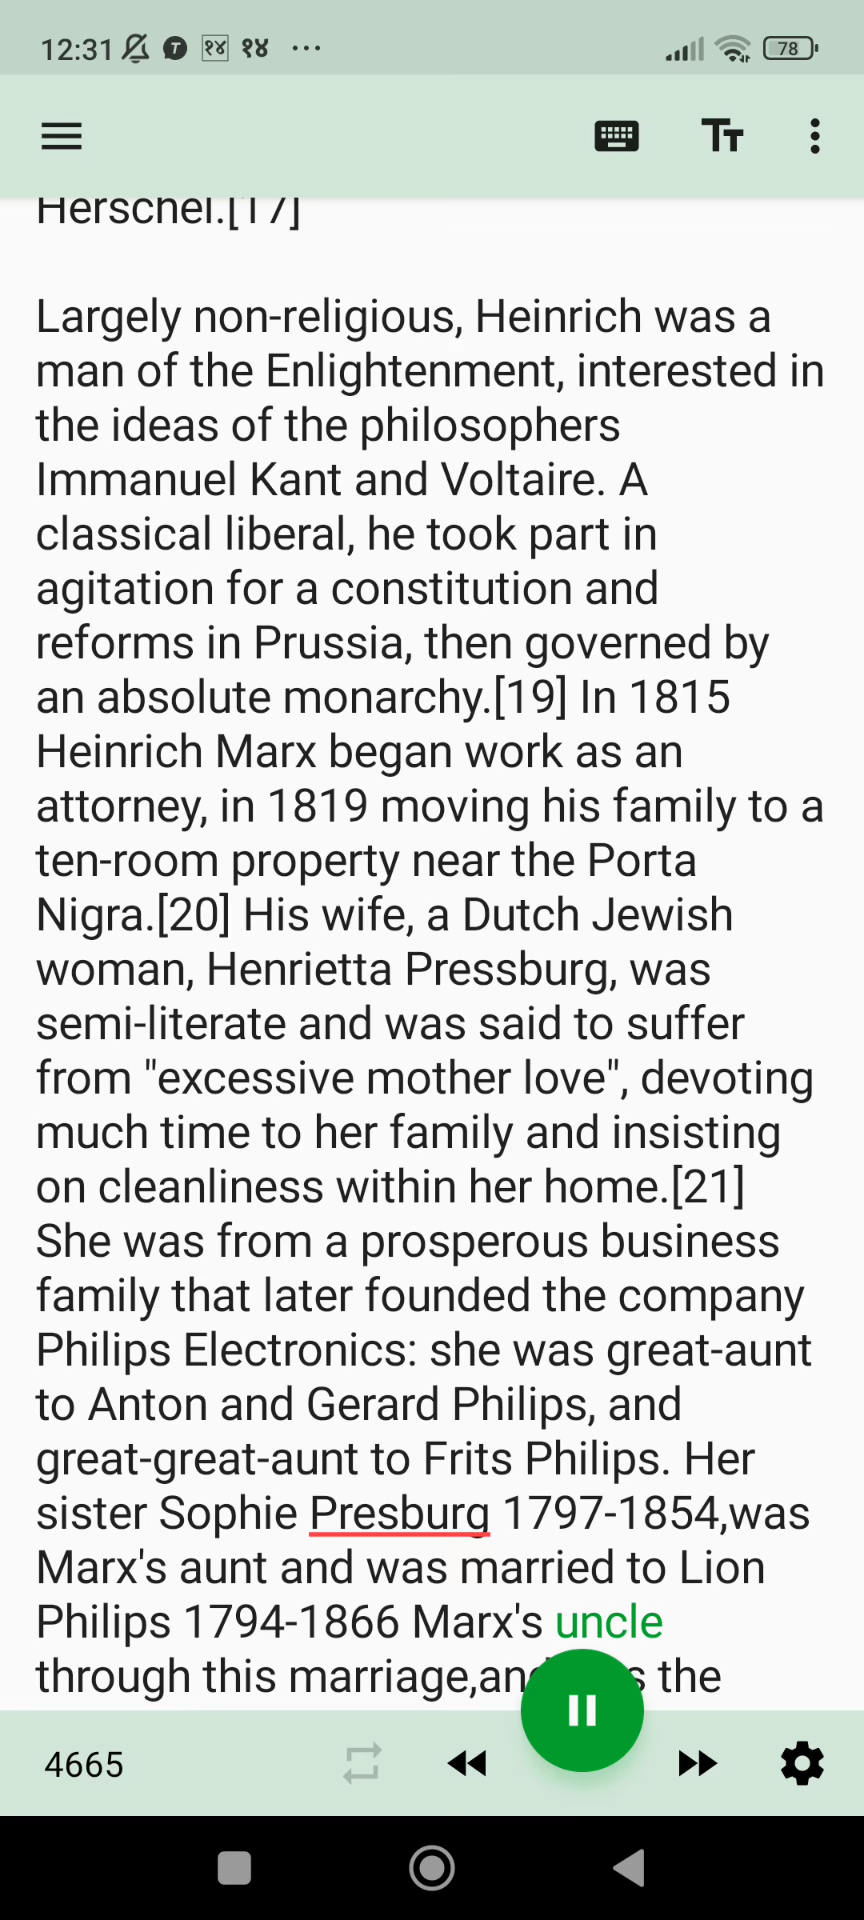 12:31 १४ १४ ... 78
Herschel.[17]
Largely non-religious, Heinrich was a
man of the Enlightenment, interested in
the ideas of the philosophers
Immanuel Kant and Voltaire. A
classical liberal, he took part in
agitation for a constitution and
reforms in Prussia, then governed by
an absolute monarchy.[19] In 1815
Heinrich Marx began work as an
attorney, in 1819 moving his family to a
ten-room property near the Porta
Nigra.[20] His wife, a Dutch Jewish
woman, Henrietta Pressburg, was
semi-literate and was said to suffer
from "excessive mother love", devoting
much time to her family and insisting
on cleanliness within her home.[21]
She was from a prosperous business
family that later founded the company
Philips Electronics: she was great-aunt
to Anton and Gerard Philips, and
great-great-aunt to Frits Philips. Her
sister Sophie Presburg 1797-1854,was
Marx's aunt and was married to Lion
Philips 1794-1866 Marx's uncle
through this marriage, the
4665